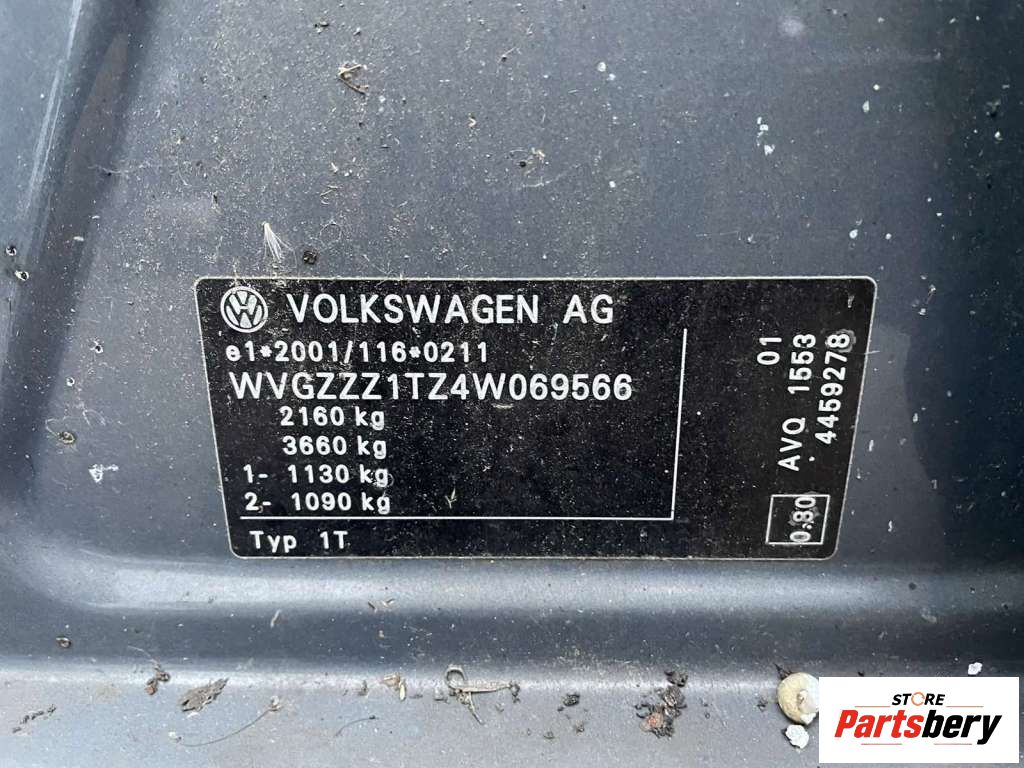 VOLKSWAGEN AG
e1*2001/116*0211
WVGZZZ1TZ4W069566
2160 kg
3660 kg
1- 1130 kg
2- 1090 kg
Typ 1T
01
AVQ 1553
4459278
0.80
STORE
Partsbery